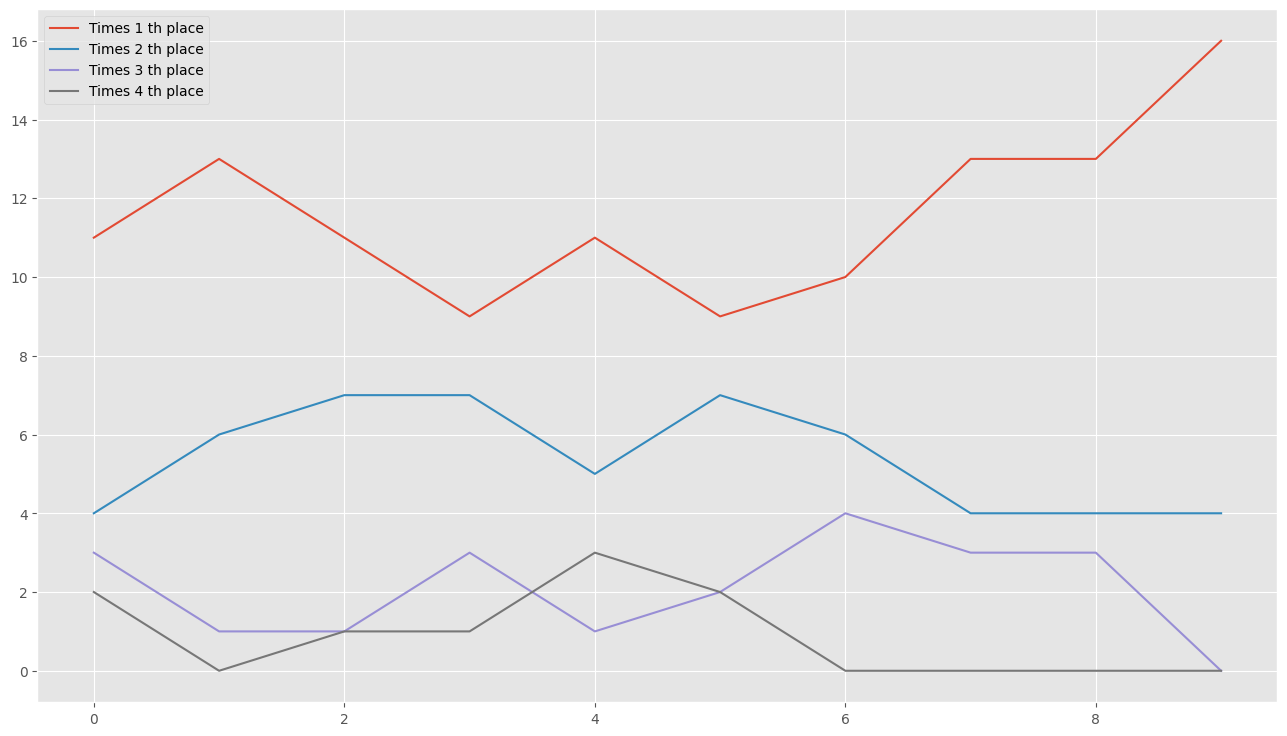 Times 1 th place
Times 2 th place
Times 3 th place
Times 4 th place
16
14
12
10
8
6
4
2
0
0 2 4 6 8